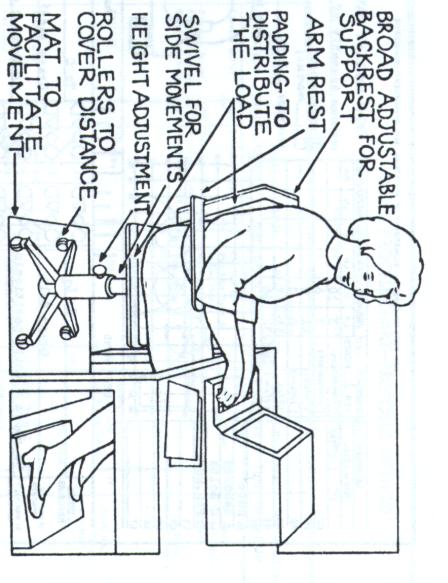 BROAD ADJUSTABLE
BACKREST FOR
SUPPORT
ARM REST
PADDING TO
DISTRIBUTE
THE LOAD
SWIVEL FOR
SIDE MOVEMENTS
HEIGHT ADJUSTMENT
ROLLERS TO
COVER DISTANCE
MAT TO
FACILITATE
MOVEMENT